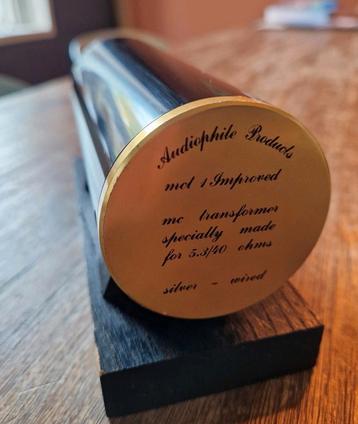 Audiophile Products
mct 1 Improved
mc transformer
specially made
for 5.3/40 ohms
silver - wired